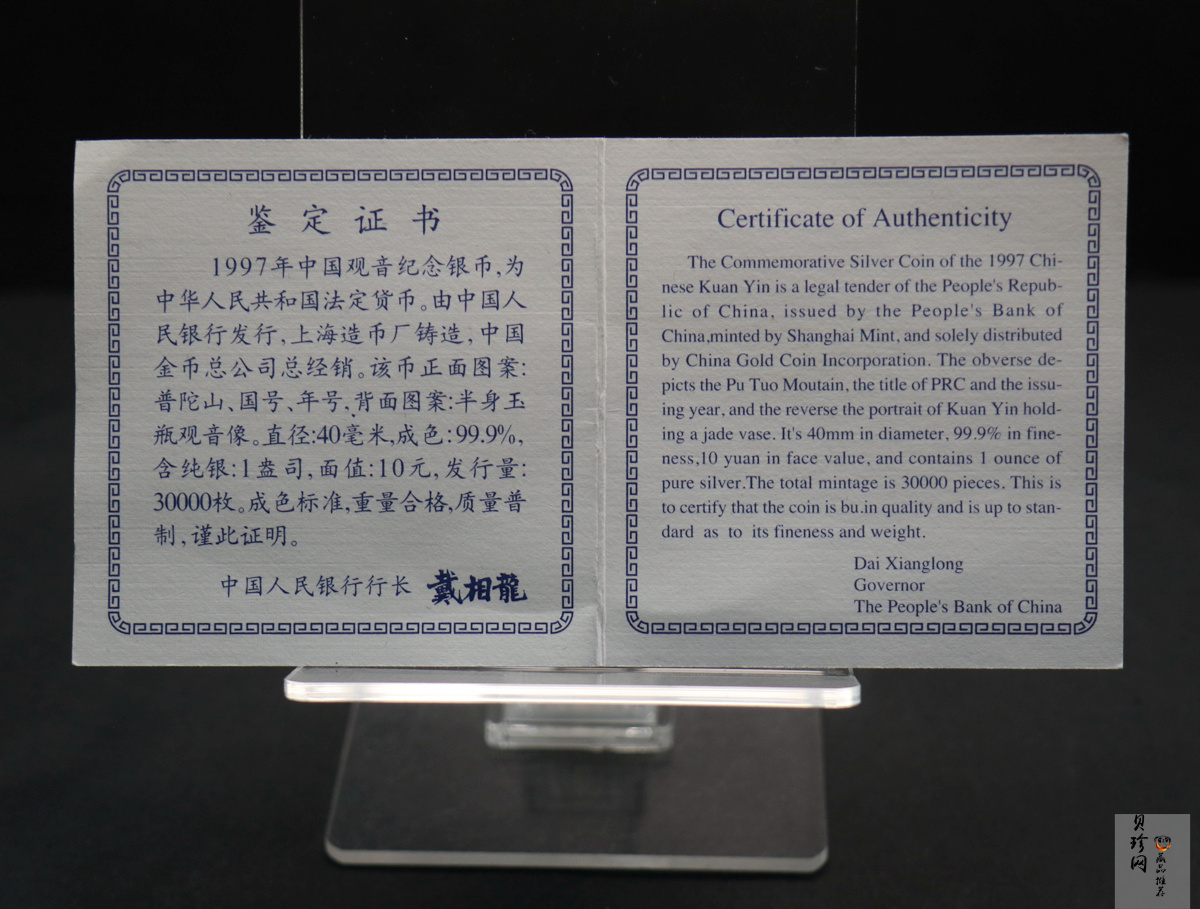 鉴定证书
1997年中国观音纪念银币,为
中华人民共和国法定货币。由中国人
民银行发行,上海造币厂铸造,中国
金币总公司总经销。该币正面图案:
普陀山、国号、年号,背面图案:半身玉
瓶观音像。直径:40毫米,成色:99.9%,
含纯银:1盎司,面值:10元,发行量:
30000枚。成色标准,重量合格,质量普
制,谨此证明。
中国人民银行行长 戴相龍
Certificate of Authenticity
The Commemorative Silver Coin of the 1997 Chi-
nese Kuan Yin is a legal tender of the People's Repub-
lic of China, issued by the People's Bank of
China,minted by Shanghai Mint, and solely distributed
by China Gold Coin Incorporation. The obverse de-
picts the Pu Tuo Moutain, the title of PRC and the issu-
ing year, and the reverse the portrait of Kuan Yin hold-
ing a jade vase. It's 40mm in diameter, 99.9% in fine-
ness,10 yuan in face value, and contains 1 ounce of
pure silver.The total mintage is 30000 pieces. This is
to certify that the coin is bu.in quality and is up to stan-
dard as to its fineness and weight.
Dai Xianglong
Governor
The People's Bank of China
贝珍网
藏品推荐